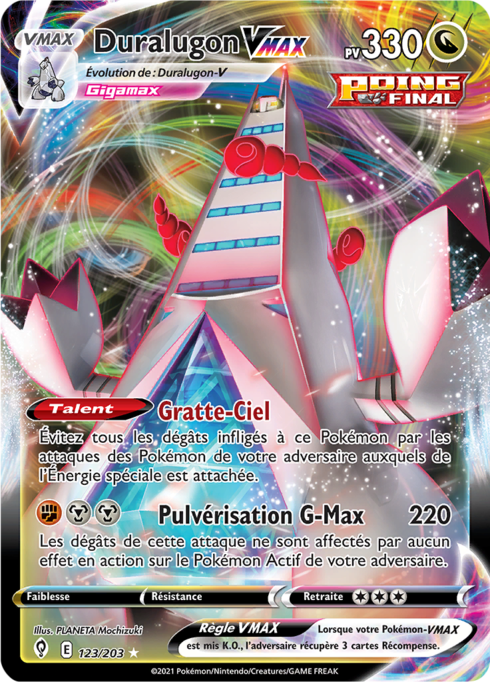 VMAX
Duralugon VMAX
PV 330
Évolution de : Duralugon-V
Gigamax
POING
FINAL
Talent Gratte-Ciel
Évitez tous les dégâts infligés à ce Pokémon par les
attaques des Pokémon de votre adversaire auxquels de
l'Énergie spéciale est attachée.
Pulvérisation G-Max 220
Les dégâts de cette attaque ne sont affectés par aucun
effet en action sur le Pokémon Actif de votre adversaire.
Faiblesse Résistance Retraite
Illus. PLANETA Mochizuki
E 123/203
Règle VMAX Lorsque votre Pokémon-VMAX
est mis K.O., l'adversaire récupère 3 cartes Récompense.
©2021 Pokémon/Nintendo/Creatures/GAME FREAK